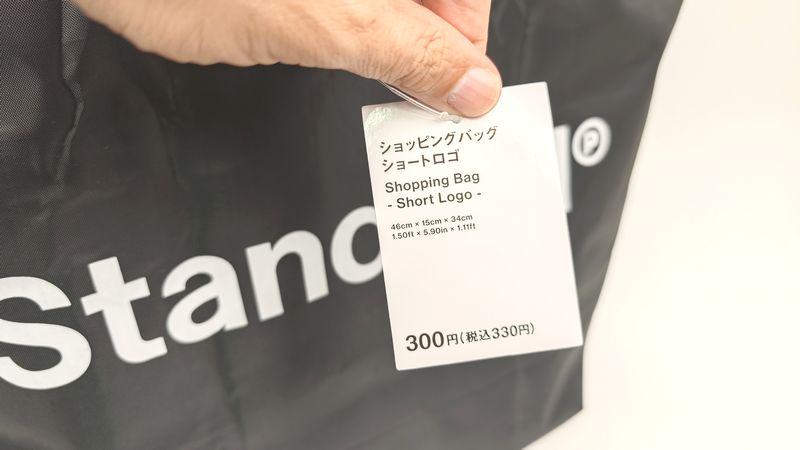 ショッピングバッグ
ショートロゴ
Shopping Bag
- Short Logo -
46cm × 15cm × 34cm
1.50ft × 5.90in × 1.11ft
300円(税込330円)
Stand
Ⓟ